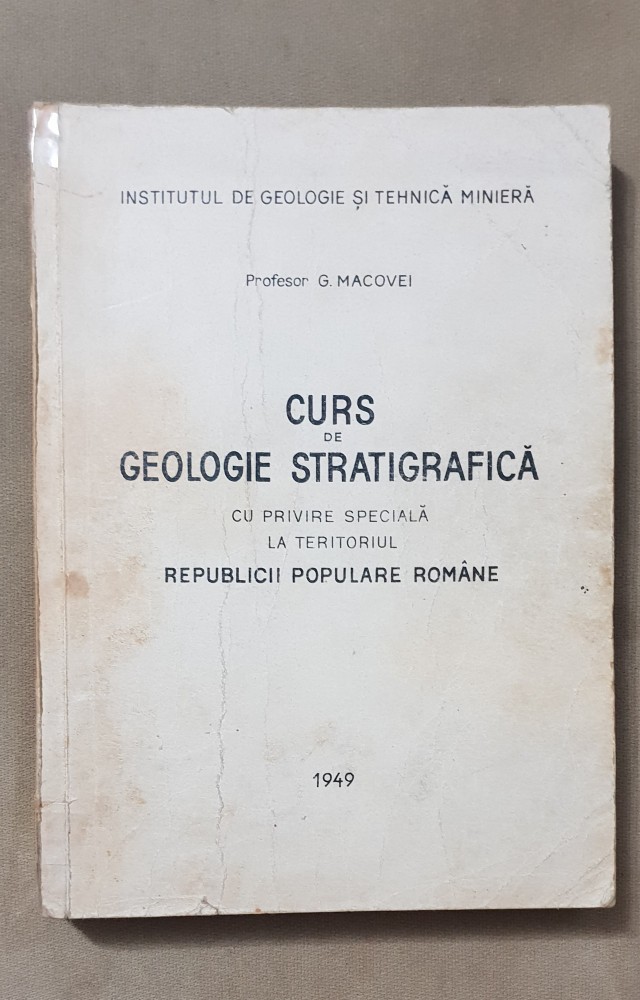 INSTITUTUL DE GEOLOGIE ȘI TEHNICĂ MINIERĂ
Profesor G. MACOVEI
CURS
DE
GEOLOGIE STRATIGRAFICĂ
CU PRIVIRE SPECIALĂ
LA TERITORIUL
REPUBLICII POPULARE ROMÂNE
1949